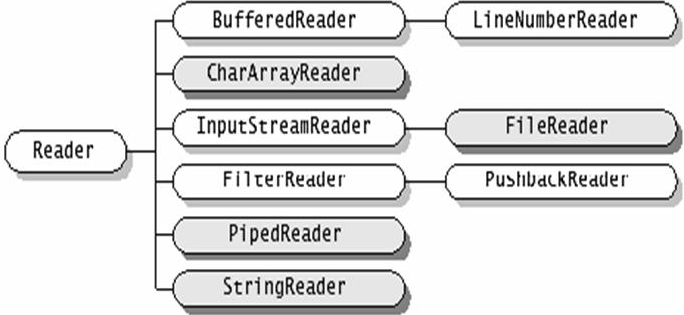 BufferedReader
LineNumberReader
CharArrayReader
InputStreamReader
FileReader
Reader
FilterReader
PushbackReader
PipedReader
StringReader